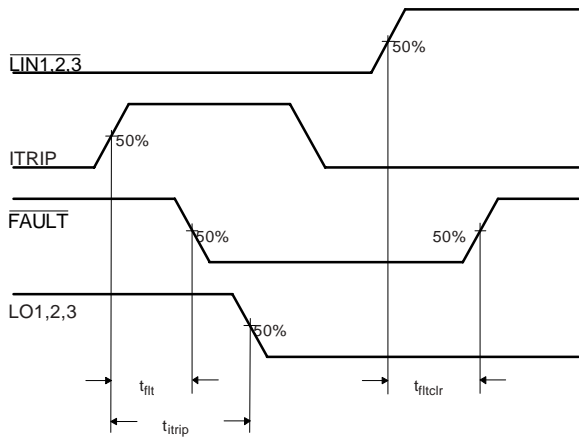 LIN1,2,3
50%
ITRIP
50%
FAULT
50%
50%
LO1,2,3
50%
tflt
tfltclr
titrip